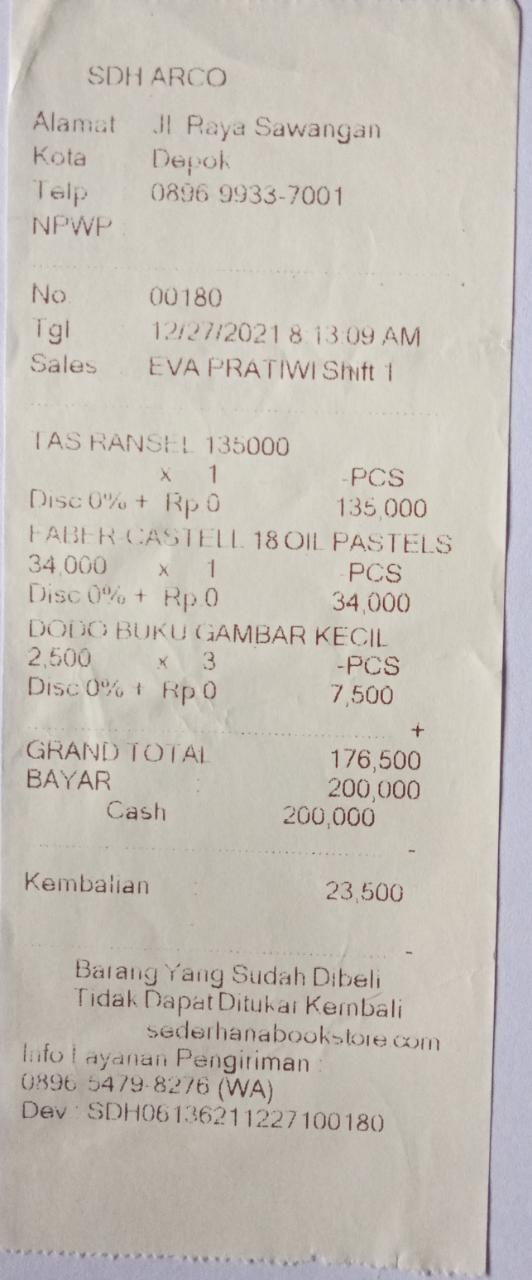 SDH ARCO
Alamat Jl Raya Sawangan
Kota Depok
Telp 0896 9933-7001
NPWP :
No 00180
Tgl 12/27/2021 8:13:09 AM
Sales EVA PRATIWI Shift 1
TAS RANSEL 135000
x 1 -PCS
Disc 0% + Rp 0 135,000
FABER-CASTELL 18 OIL PASTELS
34,000 x 1 PCS
Disc 0% + Rp 0 34,000
DODO BUKU GAMBAR KECIL
2,500 x 3 -PCS
Disc 0% + Rp 0 7,500
+
GRAND TOTAL 176,500
BAYAR : 200,000
Cash 200,000
-
Kembalian : 23,500
-
Barang Yang Sudah Dibeli
Tidak Dapat Ditukar Kembali
sederhanabookstore.com
Info Layanan Pengiriman :
0896-5479-8276 (WA)
Dev : SDH06136211227100180